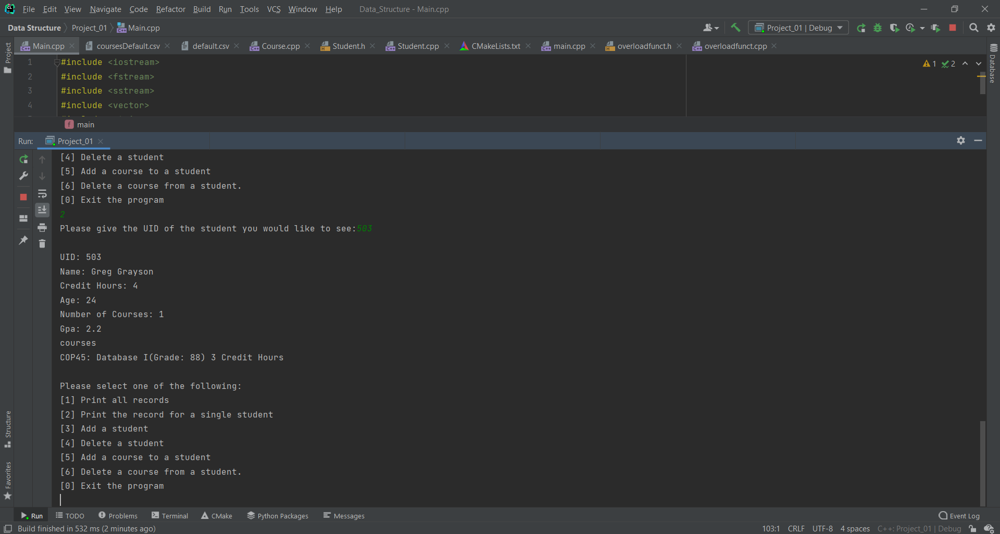 File Edit View Navigate Code Refactor Build Run Tools VCS Window Help Data_Structure - Main.cpp
Data Structure Project_01 Main.cpp Project_01 | Debug
Main.cpp coursesDefault.csv default.csv Course.cpp Student.h Student.cpp CMakeLists.txt main.cpp overloadfunct.h overloadfunct.cpp
Project
Database
1 #include <iostream> 1 2
2 #include <fstream>
3 #include <sstream>
4 #include <vector>
f main
Run: Project_01
[4] Delete a student
[5] Add a course to a student
[6] Delete a course from a student.
[0] Exit the program
2
Please give the UID of the student you would like to see:503
UID: 503
Name: Greg Grayson
Credit Hours: 4
Age: 24
Number of Courses: 1
Gpa: 2.2
courses
COP45: Database I(Grade: 88) 3 Credit Hours
Please select one of the following:
[1] Print all records
[2] Print the record for a single student
[3] Add a student
[4] Delete a student
[5] Add a course to a student
[6] Delete a course from a student.
[0] Exit the program
Structure
Favorites
Run TODO Problems Terminal CMake Python Packages Messages Event Log
Build finished in 532 ms (2 minutes ago) 103:1 CRLF UTF-8 4 spaces C++: Project_01 | Debug